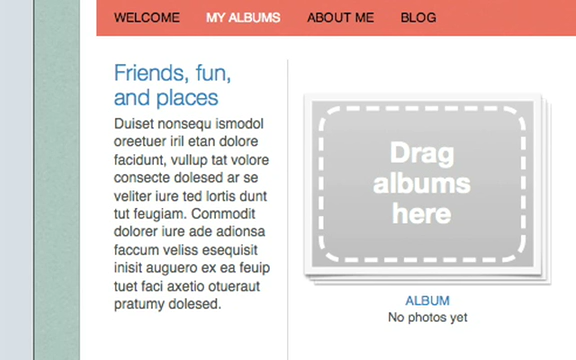 WELCOME MY ALBUMS ABOUT ME BLOG
Friends, fun,
and places
Duiset nonsequ ismodol
oreetuer iril etan dolore
facidunt, vullup tat volore
consecte dolesed ar se
veliter iure ted lortis dunt
tut feugiam. Commodit
dolorer iure ade adionsa
faccum veliss esequisit
inisit auguero ex ea feuip
tuet faci axetio otueraut
pratumy dolesed.
Drag
albums
here
ALBUM
No photos yet